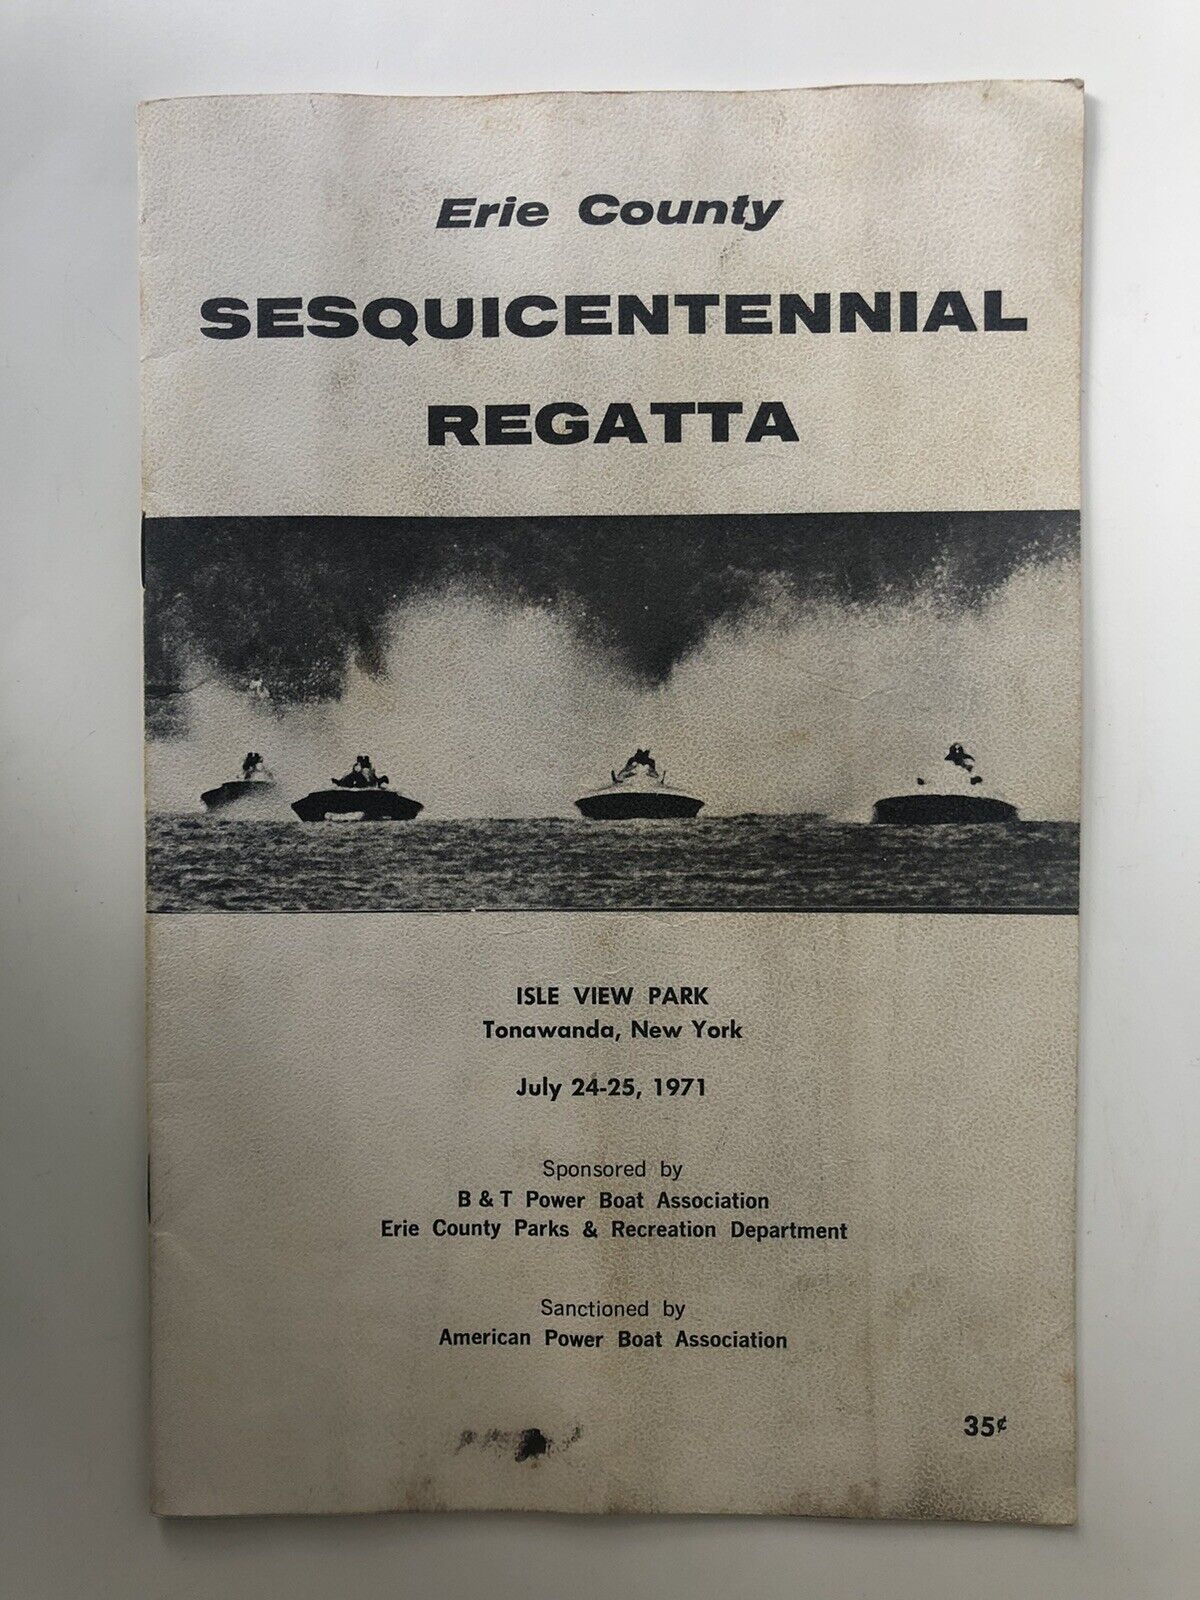 Erie County
SESQUICENTENNIAL
REGATTA
ISLE VIEW PARK
Tonawanda, New York
July 24-25, 1971
Sponsored by
B & T Power Boat Association
Erie County Parks & Recreation Department
Sanctioned by
American Power Boat Association
35¢